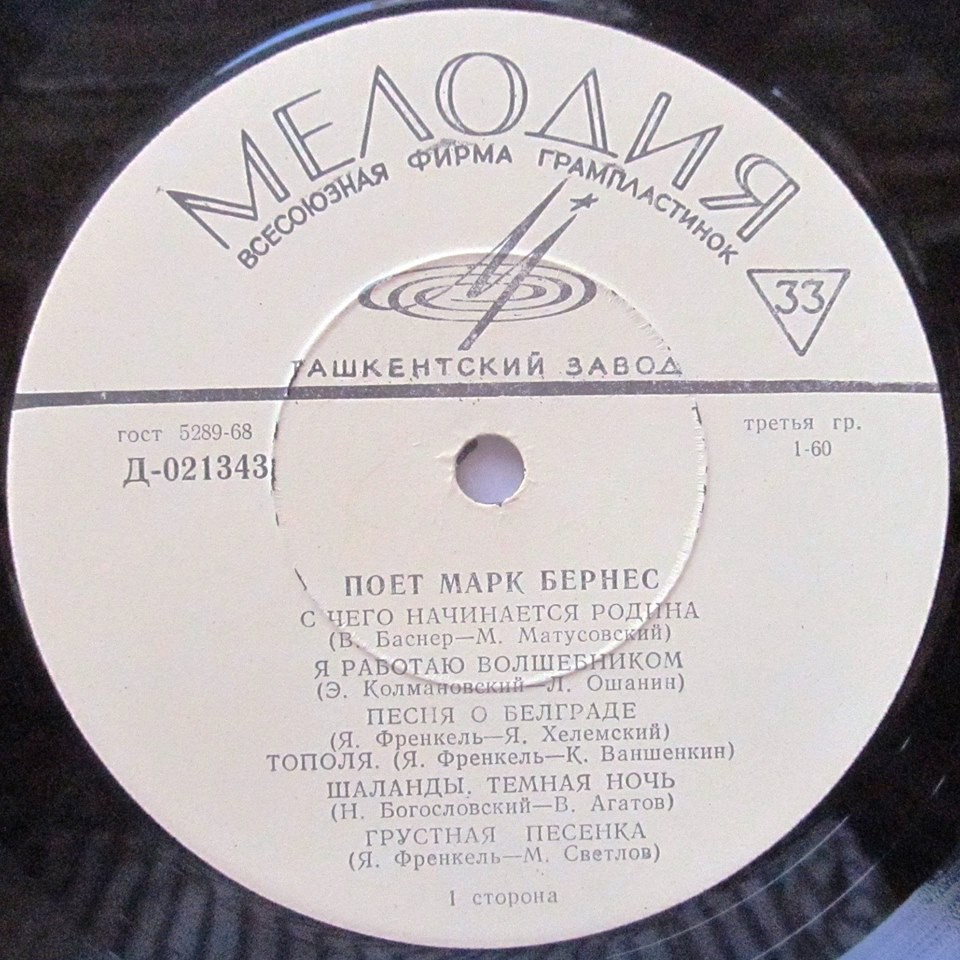 МЕЛОДИЯ
ВСЕСОЮЗНАЯ ФИРМА ГРАМПЛАСТИНОК
33
ТАШКЕНТСКИЙ ЗАВОД
гост 5289-68
Д-021343
третья гр.
1-60
ПОЕТ МАРК БЕРНЕС
С ЧЕГО НАЧИНАЕТСЯ РОДИНА
(В. Баснер—М. Матусовский)
Я РАБОТАЮ ВОЛШЕБНИКОМ
(Э. Колмановский—Л. Ошанин)
ПЕСНЯ О БЕЛГРАДЕ
(Я. Френкель—Я. Хелемский)
ТОПОЛЯ. (Я. Френкель—К. Ваншенкин)
ШАЛАНДЫ. ТЕМНАЯ НОЧЬ
(Н. Богословский—В. Агатов)
ГРУСТНАЯ ПЕСЕНКА
(Я. Френкель—М. Светлов)
1 сторона